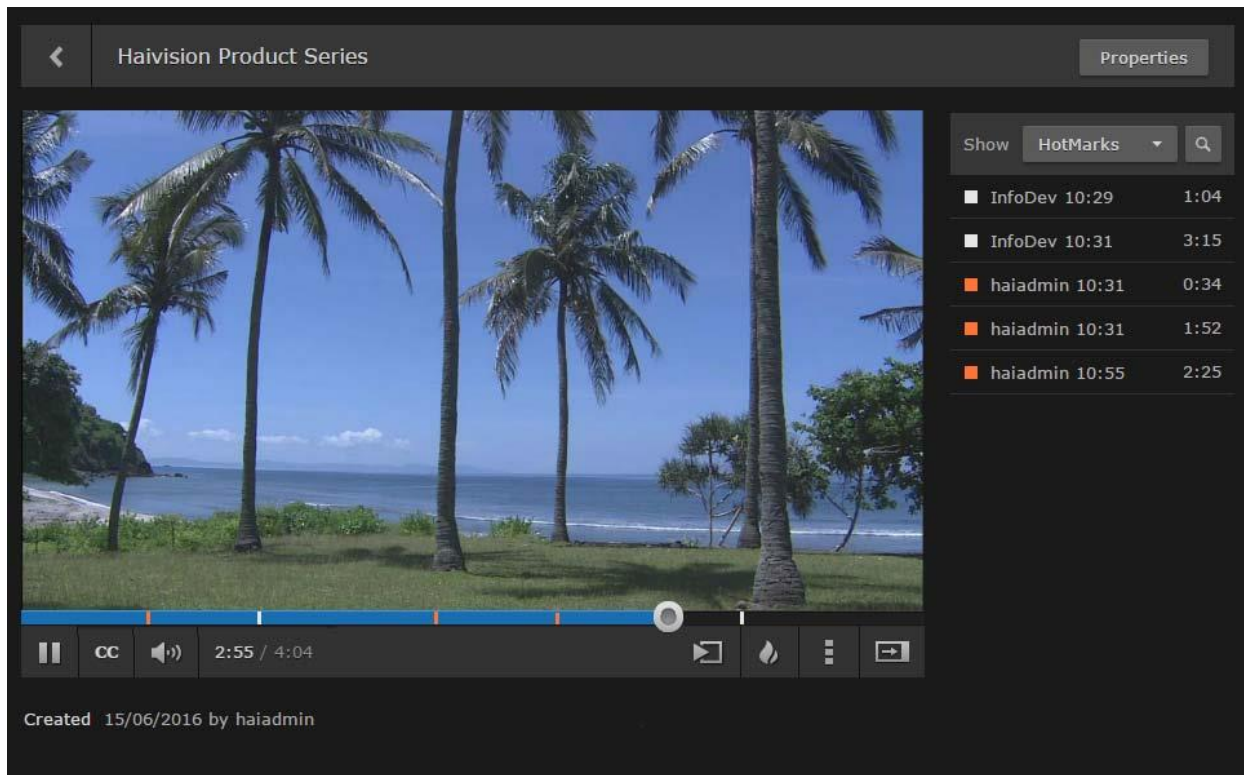 Haivision Product Series
Properties
Show HotMarks
InfoDev 10:29 1:04
InfoDev 10:31 3:15
haiadmin 10:31 0:34
haiadmin 10:31 1:52
haiadmin 10:55 2:25
CC 2:55 / 4:04
Created 15/06/2016 by haiadmin